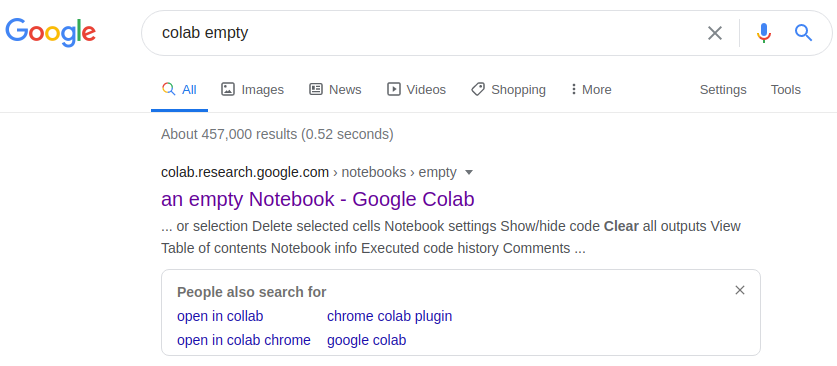 Google
colab empty
All Images News Videos Shopping More Settings Tools
About 457,000 results (0.52 seconds)
colab.research.google.com › notebooks › empty
an empty Notebook - Google Colab
... or selection Delete selected cells Notebook settings Show/hide code Clear all outputs View
Table of contents Notebook info Executed code history Comments ...
People also search for
open in collab chrome colab plugin
open in colab chrome google colab